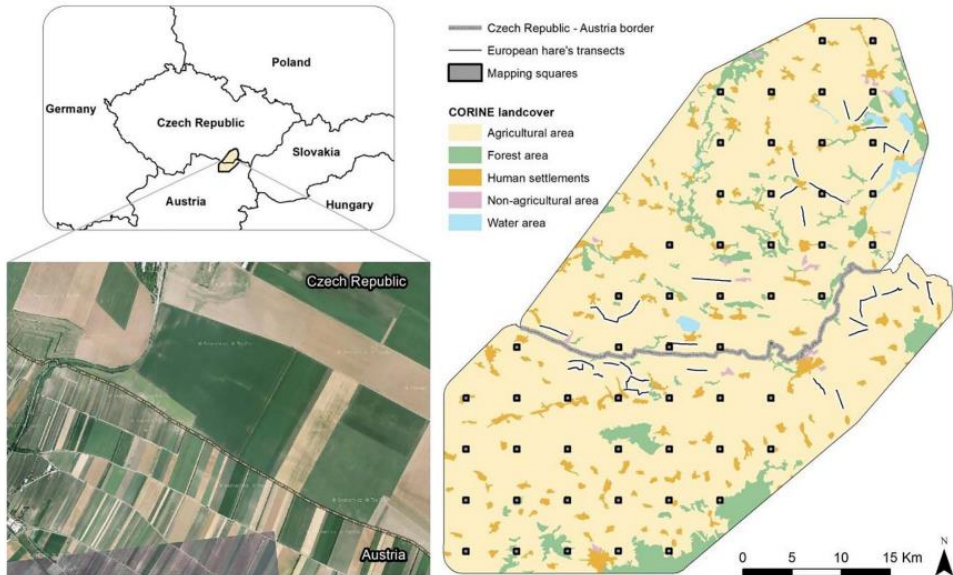 Poland
Germany
Czech Republic
Slovakia
Austria
Hungary
Czech Republic
Austria
Czech Republic - Austria border
European hare's transects
Mapping squares
CORINE landcover
Agricultural area
Forest area
Human settlements
Non-agricultural area
Water area
N
0 5 10 15 Km